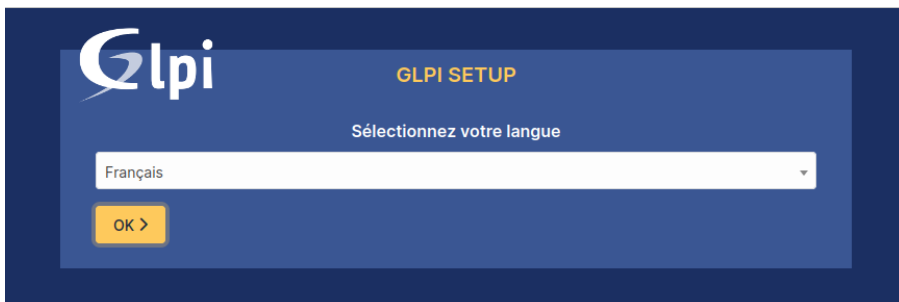 Glpi
GLPI SETUP
Sélectionnez votre langue
Français
OK